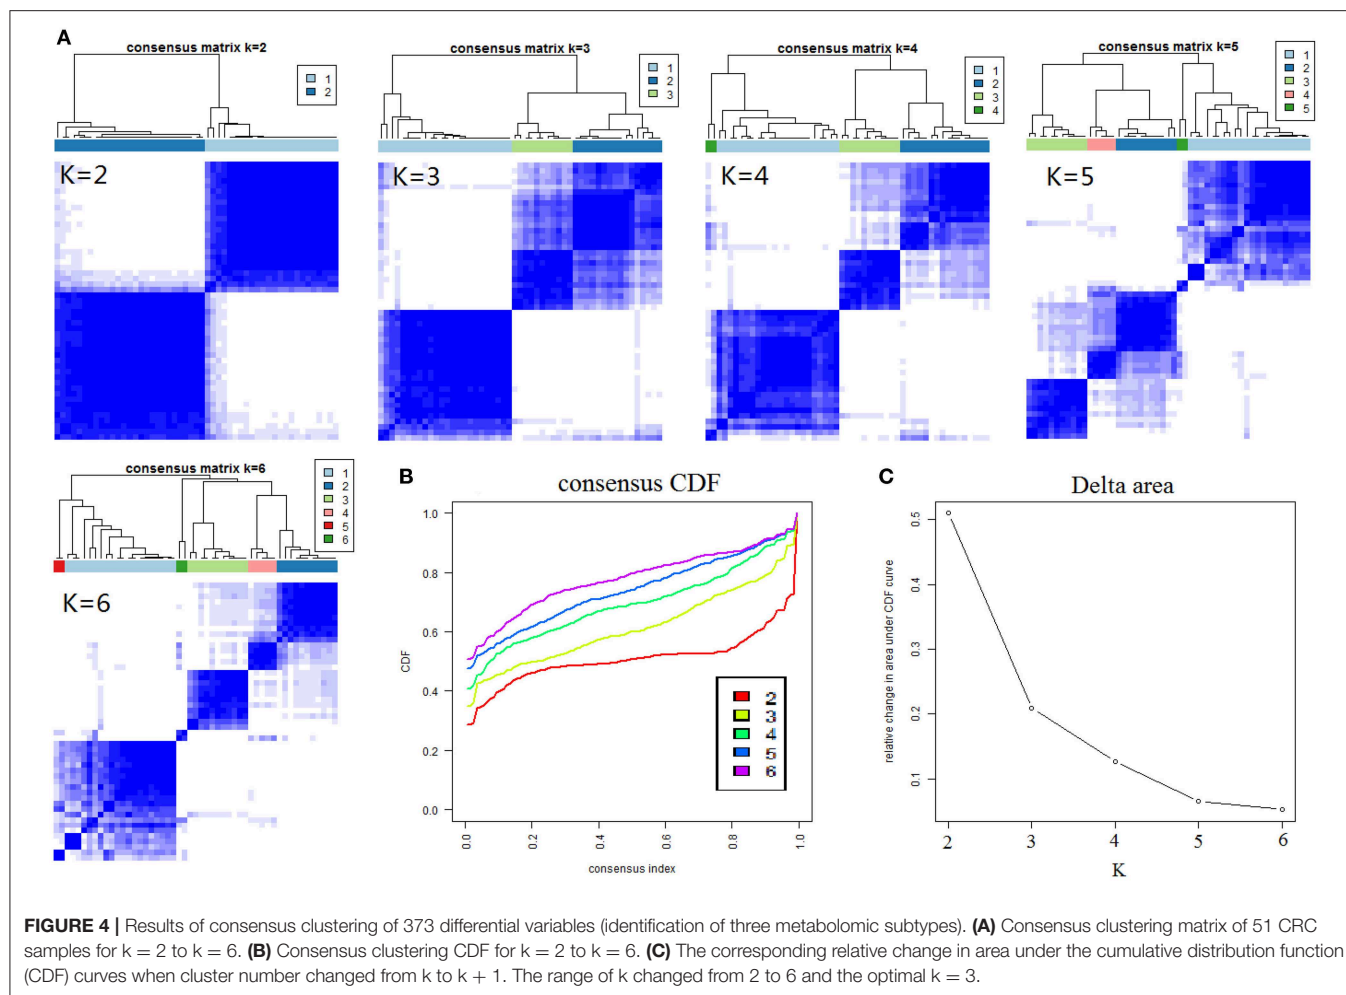 A
consensus matrix k=2
1
2
K=2
consensus matrix k=3
1
2
3
K=3
consensus matrix k=4
1
2
3
4
K=4
consensus matrix k=5
1
2
3
4
5
K=5
consensus matrix k=6
1
2
3
4
5
6
K=6
B
consensus CDF
1.0
0.8
0.6
0.4
0.2
0.0
CDF
2
3
4
5
6
0.0
0.2
0.4
0.6
0.8
1.0
consensus index
C
Delta area
0.5
0.4
0.3
0.2
0.1
relative change in area under CDF curve
2
3
4
5
6
K
FIGURE 4 | Results of consensus clustering of 373 differential variables (identification of three metabolomic subtypes). (A) Consensus clustering matrix of 51 CRC
samples for k = 2 to k = 6. (B) Consensus clustering CDF for k = 2 to k = 6. (C) The corresponding relative change in area under the cumulative distribution function
(CDF) curves when cluster number changed from k to k + 1. The range of k changed from 2 to 6 and the optimal k = 3.